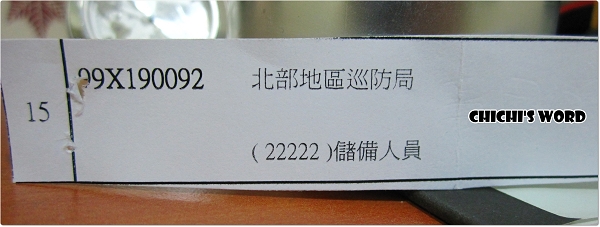 15
99X190092
北部地區巡防局
( 22222 )儲備人員
CHICHI'S WORD